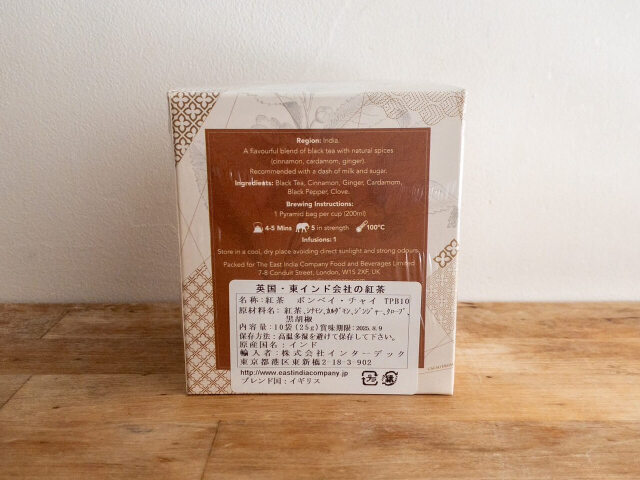 Region: India.
A flavourful blend of black tea with natural spices
(cinnamon, cardamom, ginger).
Recommended with a dash of milk and sugar.
Ingredients: Black Tea, Cinnamon, Ginger, Cardamom,
Black Pepper, Clove.
Brewing Instructions:
1 Pyramid bag per cup (200ml)
4-5 Mins 5 in strength 100°C
Infusions: 1
Store in a cool, dry place avoiding direct sunlight and strong odours.
Packed for The East India Company Food and Beverages Limited
7-8 Conduit Street, London, W1S 2XF, UK
英国・東インド会社の紅茶
名称:紅茶 ボンベイ・チャイ TPB10
原材料名:紅茶、シナモン、カルダモン、ジンジャー、クローブ、
黒胡椒
内容量:10袋(25g)賞味期限:2025.8.9
保存方法:高温多湿を避けて保存して下さい。
原産国名:インド
輸入者:株式会社インターデック
東京都港区東新橋2-18-3-902
http://www.eastindiacompany.jp
ブレンド国:イギリス